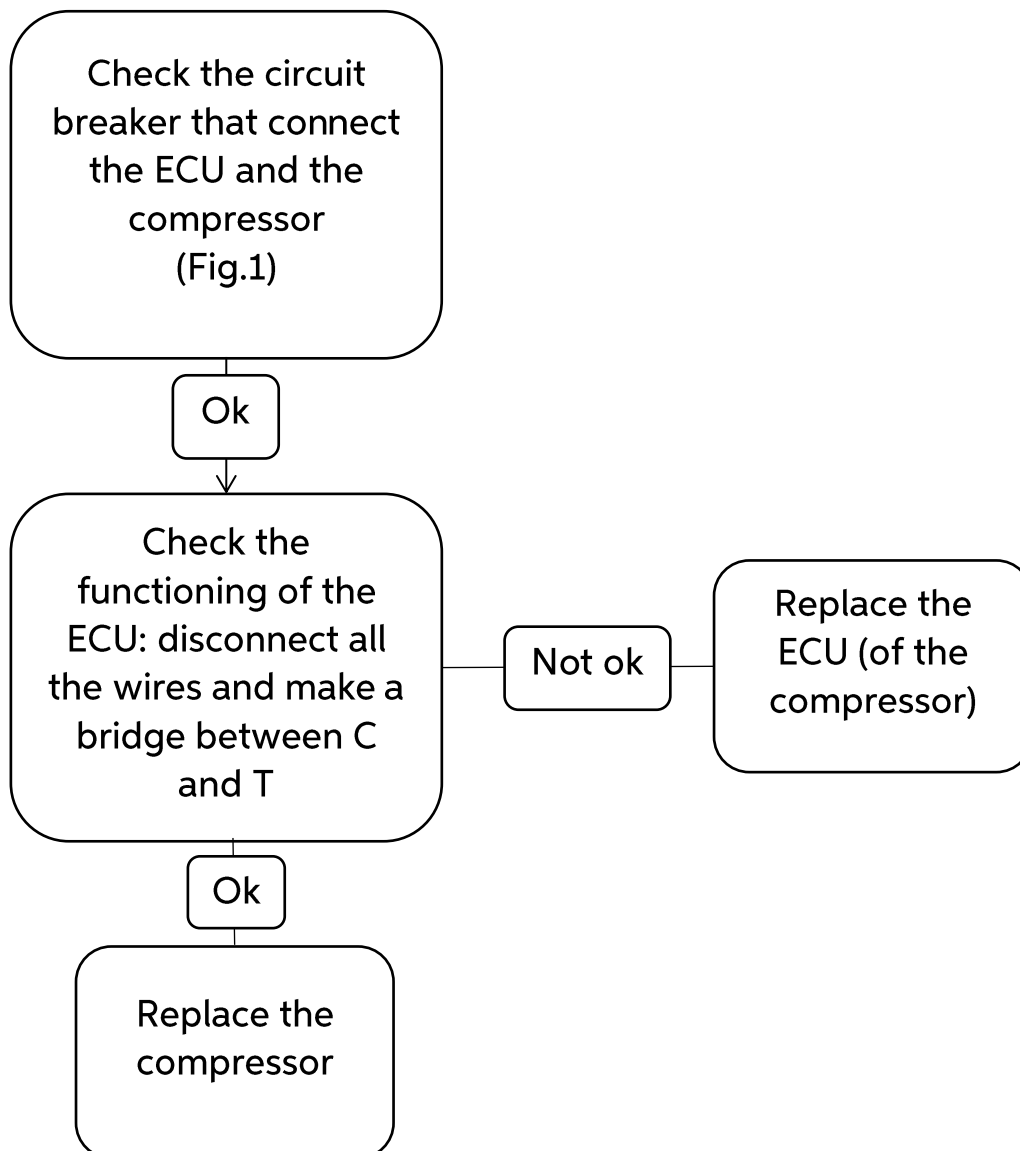 Check the circuit
breaker that connect
the ECU and the
compressor
(Fig.1)
Ok
Check the
functioning of the
ECU: disconnect all
the wires and make a
bridge between C
and T
Not ok
Replace the
ECU (of the
compressor)
Ok
Replace the
compressor